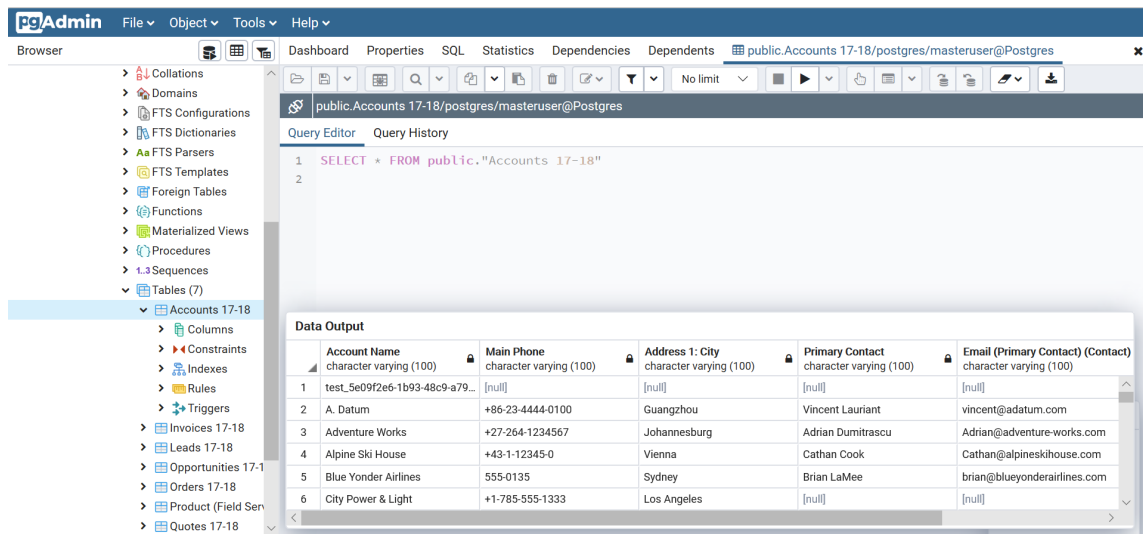 pgAdmin File Object Tools Help
Browser
Dashboard Properties SQL Statistics Dependencies Dependents public.Accounts 17-18/postgres/masteruser@Postgres
Collations
Domains
FTS Configurations
FTS Dictionaries
Aa FTS Parsers
FTS Templates
Foreign Tables
Functions
Materialized Views
Procedures
1..3 Sequences
Tables (7)
Accounts 17-18
Columns
Constraints
Indexes
Rules
Triggers
Invoices 17-18
Leads 17-18
Opportunities 17-1
Orders 17-18
Product (Field Serv
Quotes 17-18
No limit
public.Accounts 17-18/postgres/masteruser@Postgres
Query Editor Query History
1 SELECT * FROM public."Accounts 17-18"
2
Data Output
Account Name Main Phone Address 1: City Primary Contact Email (Primary Contact) (Contact)
character varying (100) character varying (100) character varying (100) character varying (100) character varying (100)
1 test_5e09f2e6-1b93-48c9-a79... [null] [null] [null] [null]
2 A. Datum +86-23-4444-0100 Guangzhou Vincent Lauriant vincent@adatum.com
3 Adventure Works +27-264-1234567 Johannesburg Adrian Dumitrascu Adrian@adventure-works.com
4 Alpine Ski House +43-1-12345-0 Vienna Cathan Cook Cathan@alpineskihouse.com
5 Blue Yonder Airlines 555-0135 Sydney Brian LaMee brian@blueyonderairlines.com
6 City Power & Light +1-785-555-1333 Los Angeles [null] [null]